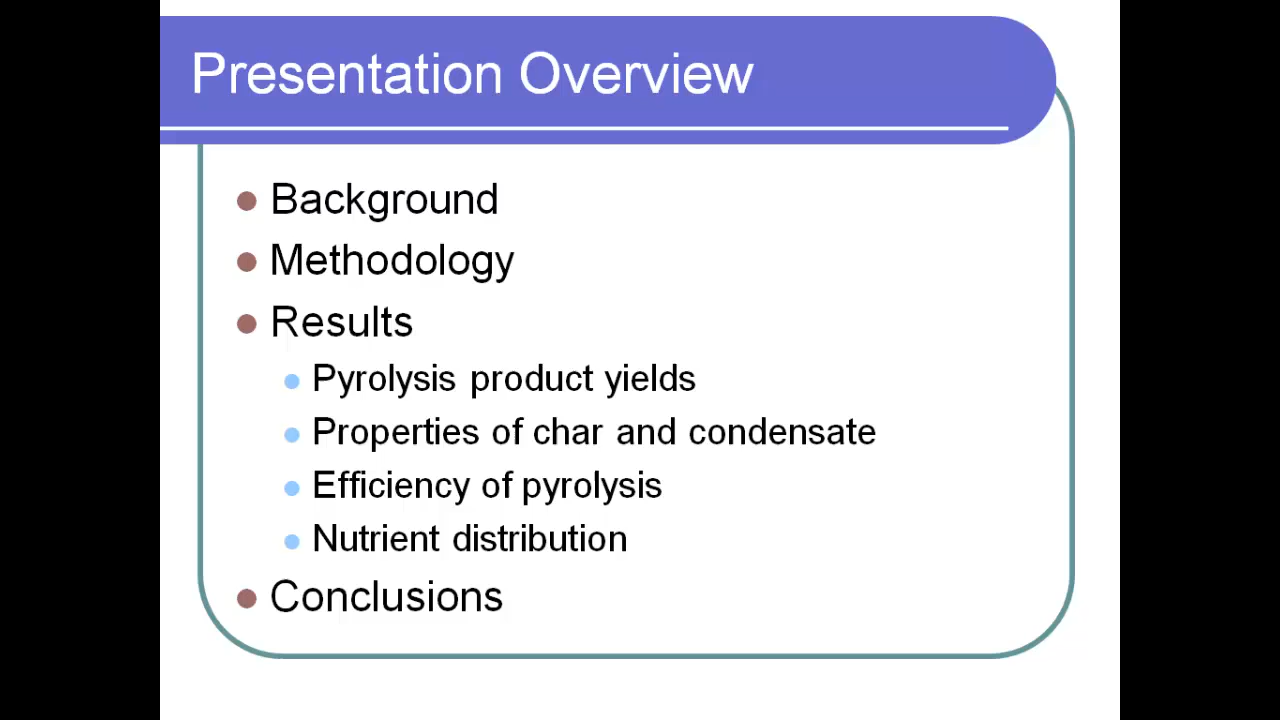 Presentation Overview
Background
Methodology
Results
Pyrolysis product yields
Properties of char and condensate
Efficiency of pyrolysis
Nutrient distribution
Conclusions